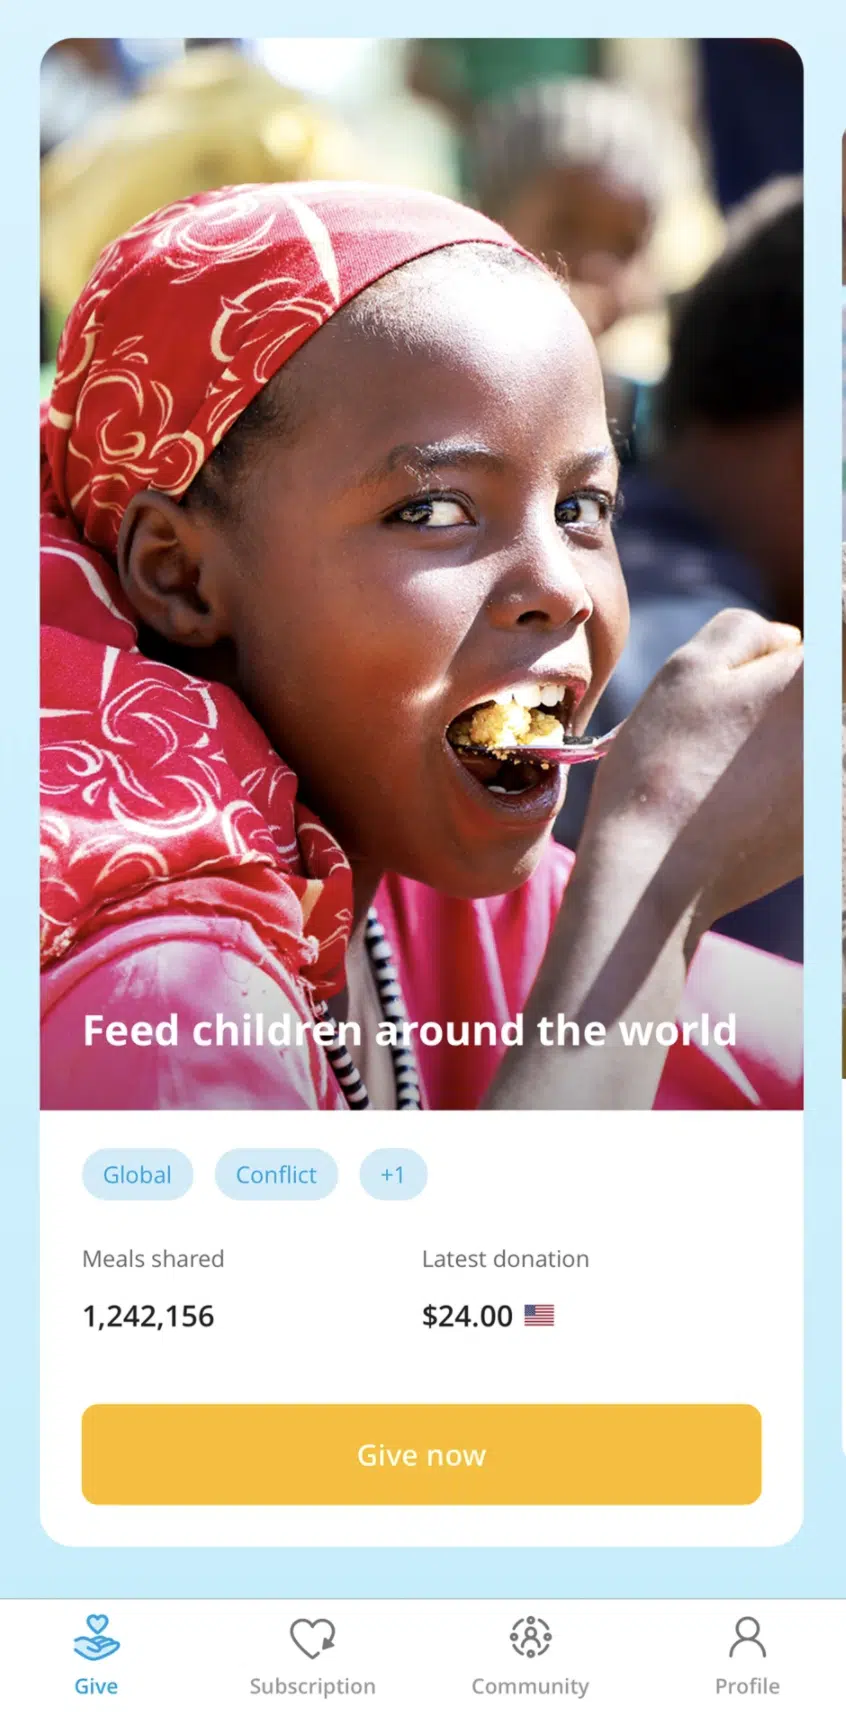 Feed children around the world
Global Conflict +1
Meals shared Latest donation
1,242,156 $24.00
Give now
Give Subscription Community Profile